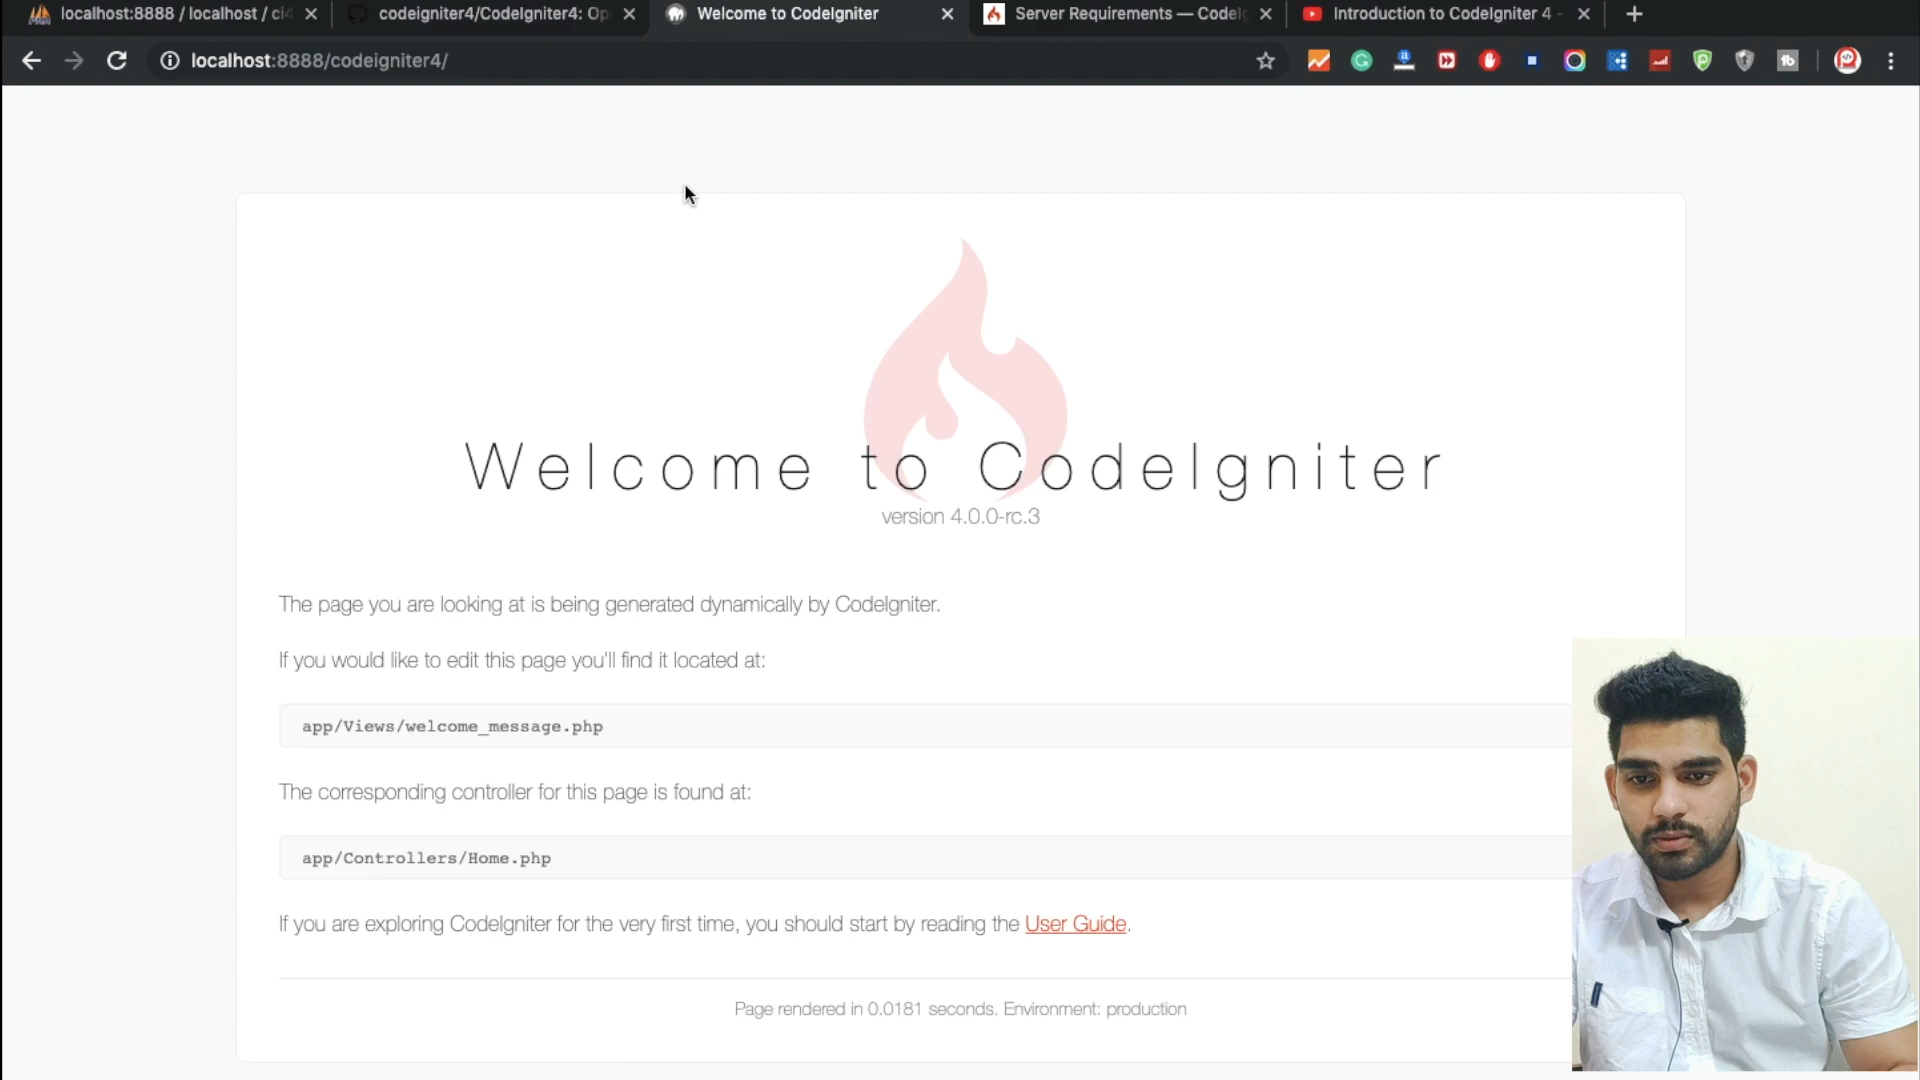 localhost:8888 / localhost / ci4
codeigniter4/CodeIgniter4: Op
Welcome to CodeIgniter
Server Requirements — CodeIg
Introduction to CodeIgniter 4 -
localhost:8888/codeigniter4/
Welcome to CodeIgniter
version 4.0.0-rc.3
The page you are looking at is being generated dynamically by CodeIgniter.
If you would like to edit this page you'll find it located at:
app/Views/welcome_message.php
The corresponding controller for this page is found at:
app/Controllers/Home.php
If you are exploring CodeIgniter for the very first time, you should start by reading the User Guide.
Page rendered in 0.0181 seconds. Environment: production